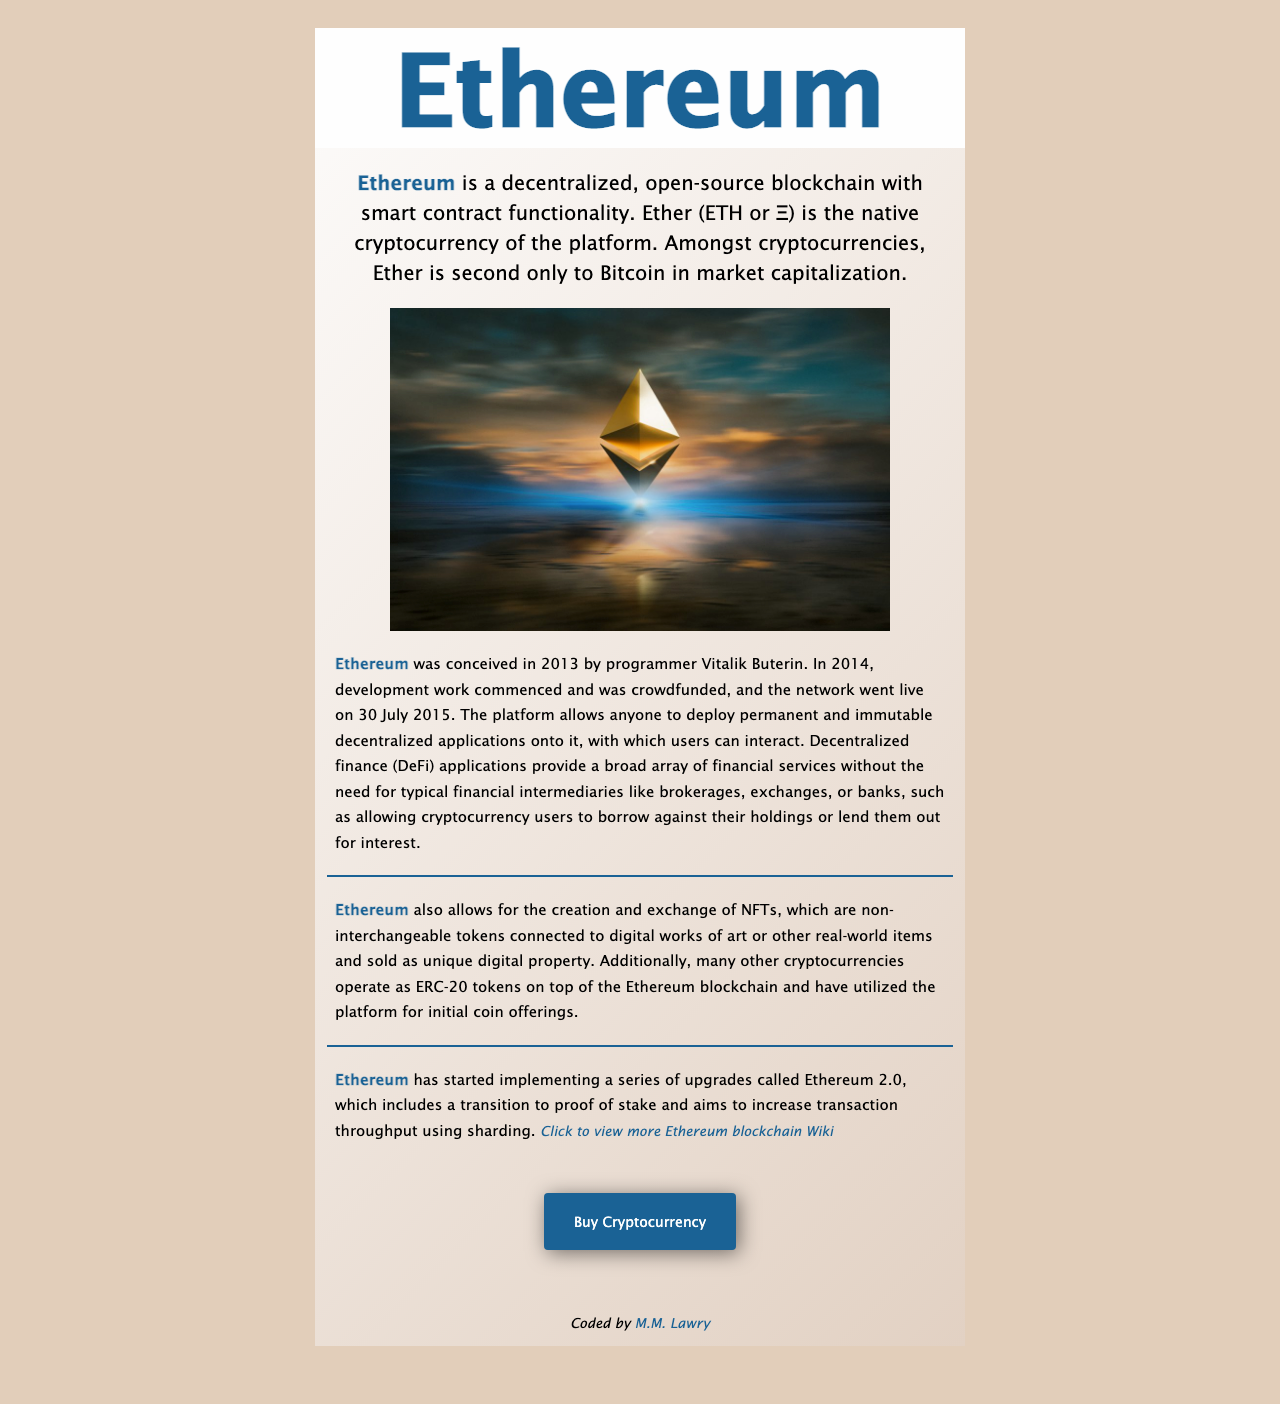 Ethereum
Ethereum is a decentralized, open-source blockchain with
smart contract functionality. Ether (ETH or Ξ) is the native
cryptocurrency of the platform. Amongst cryptocurrencies,
Ether is second only to Bitcoin in market capitalization.
Ethereum was conceived in 2013 by programmer Vitalik Buterin. In 2014,
development work commenced and was crowdfunded, and the network went live
on 30 July 2015. The platform allows anyone to deploy permanent and immutable
decentralized applications onto it, with which users can interact. Decentralized
finance (DeFi) applications provide a broad array of financial services without the
need for typical financial intermediaries like brokerages, exchanges, or banks, such
as allowing cryptocurrency users to borrow against their holdings or lend them out
for interest.
Ethereum also allows for the creation and exchange of NFTs, which are non-
interchangeable tokens connected to digital works of art or other real-world items
and sold as unique digital property. Additionally, many other cryptocurrencies
operate as ERC-20 tokens on top of the Ethereum blockchain and have utilized the
platform for initial coin offerings.
Ethereum has started implementing a series of upgrades called Ethereum 2.0,
which includes a transition to proof of stake and aims to increase transaction
throughput using sharding. Click to view more Ethereum blockchain Wiki
Buy Cryptocurrency
Coded by M.M. Lawry